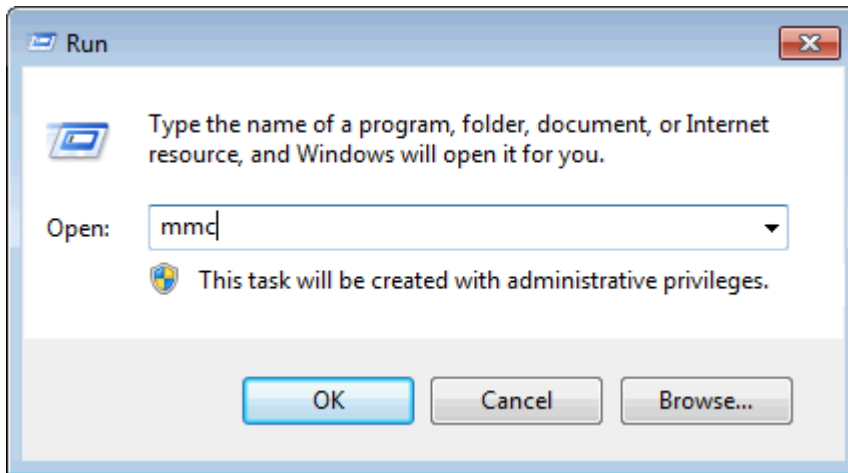 Run
Type the name of a program, folder, document, or Internet
resource, and Windows will open it for you.
Open:
mmc
This task will be created with administrative privileges.
OK
Cancel
Browse...